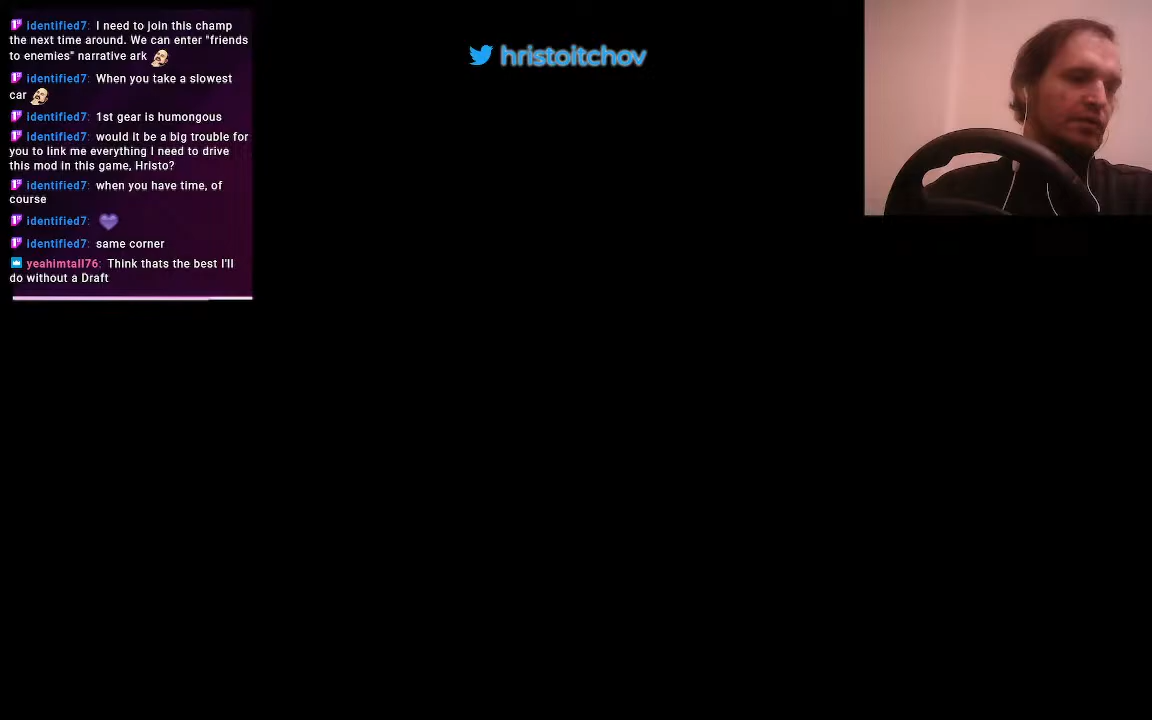 identified7: I need to join this champ
the next time around. We can enter "friends
to enemies" narrative ark
identified7: When you take a slowest
car
identified7: 1st gear is humongous
identified7: would it be a big trouble for
you to link me everything I need to drive
this mod in this game, Hristo?
identified7: when you have time, of
course
identified7:
identified7: same corner
yeahimtall76: Think thats the best I'll
do without a Draft
hristoitchov